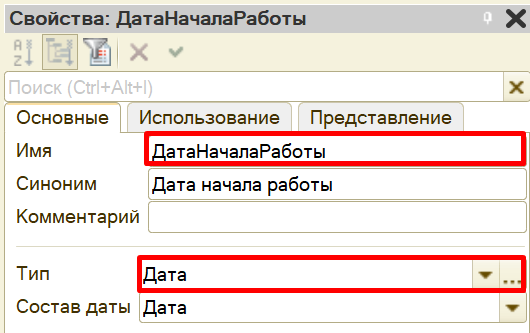 Свойства: ДатаНачалаРаботы
Поиск (Ctrl+Alt+I)
Основные Использование Представление
Имя ДатаНачалаРаботы
Синоним Дата начала работы
Комментарий
Тип Дата ...
Состав даты Дата